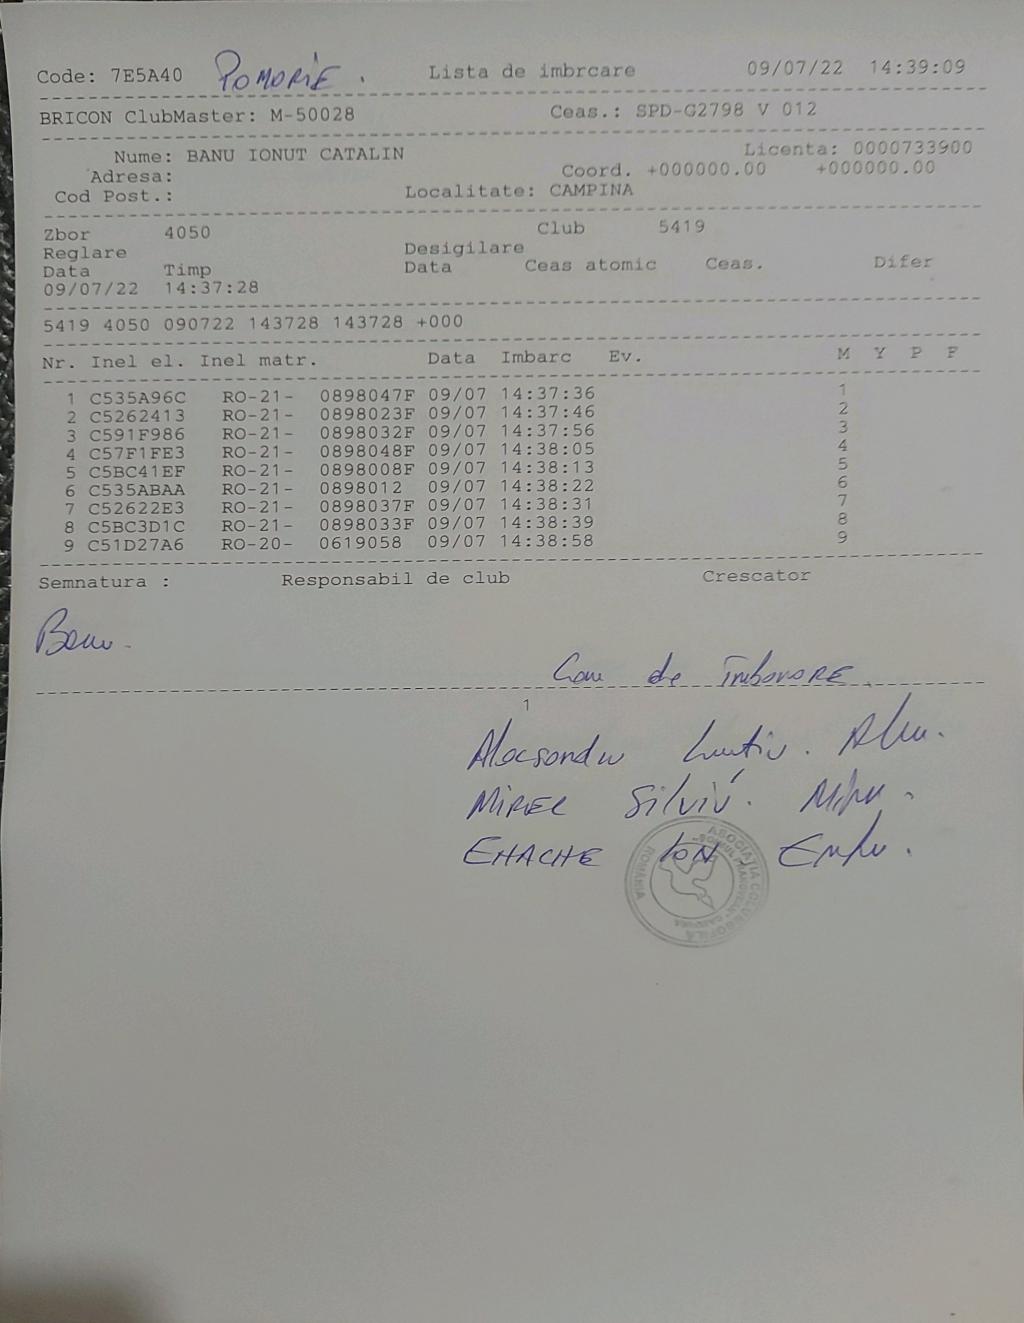 Code: 7E5A40 POMORIE. Lista de imbrcare 09/07/22 14:39:09
BRICON ClubMaster: M-50028 Ceas.: SPD-G2798 V 012
Nume: BANU IONUT CATALIN Licenta: 0000733900
Adresa: Coord. +000000.00 +000000.00
Cod Post.: Localitate: CAMPINA
Zbor 4050 Club 5419
Reglare Desigilare
Data Timp Data Ceas atomic Ceas. Difer
09/07/22 14:37:28
5419 4050 090722 143728 143728 +000
Nr. Inel el. Inel matr. Data Imbarc Ev. M Y P F
1 C535A96C RO-21- 0898047F 09/07 14:37:36 1
2 C5262413 RO-21- 0898023F 09/07 14:37:46 2
3 C591F986 RO-21- 0898032F 09/07 14:37:56 3
4 C57F1FE3 RO-21- 0898048F 09/07 14:38:05 4
5 C5BC41EF RO-21- 0898008F 09/07 14:38:13 5
6 C535ABAA RO-21- 0898012 09/07 14:38:22 6
7 C52622E3 RO-21- 0898037F 09/07 14:38:31 7
8 C5BC3D1C RO-21- 0898033F 09/07 14:38:39 8
9 C51D27A6 RO-20- 0619058 09/07 14:38:58 9
Semnatura : Responsabil de club Crescator
de
1
Silviu.
ENACHE ION
ASOCIATIA COLUMBOFILA
CAMPINA
ROMANIA